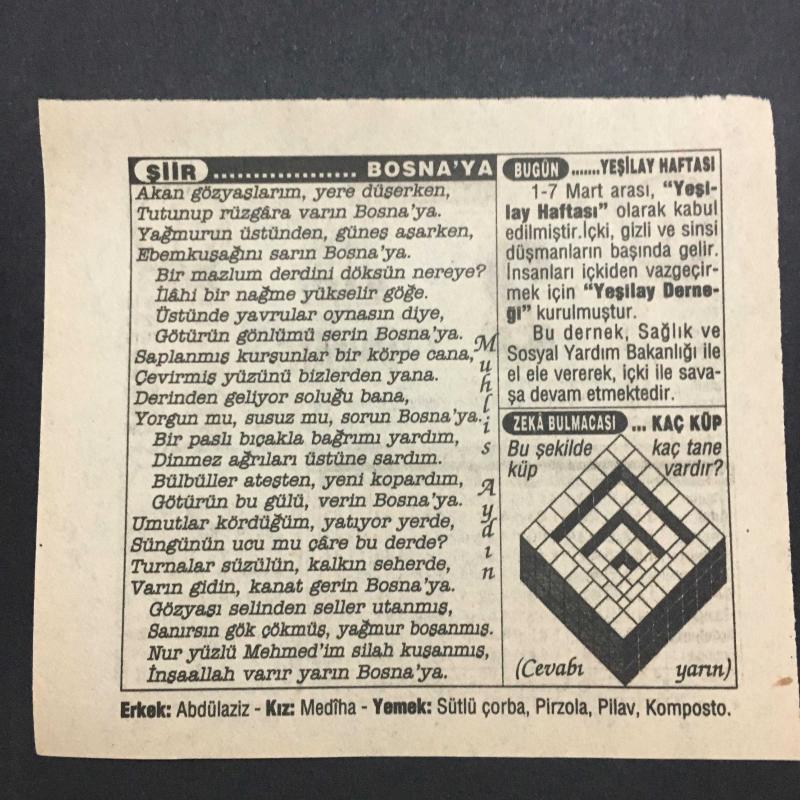 ŞİİR .................. BOSNA'YA
Akan gözyaşlarım, yere düşerken,
Tutunup rüzgâra varın Bosna'ya.
Yağmurun üstünden, güneş aşarken,
Ebemkuşağını sarın Bosna'ya.
Bir mazlum derdini döksün nereye?
İlâhi bir nağme yükselir göğe.
Üstünde yavrular oynasın diye,
Götürün gönlümü serin Bosna'ya.
Saplanmış kurşunlar bir körpe cana,
Çevirmiş yüzünü bizlerden yana.
Derinden geliyor soluğu bana,
Yorgun mu, susuz mu, sorun Bosna'ya.
Bir paslı bıçakla bağrımı yardım,
Dinmez ağrıları üstüne sardım.
Bülbüller ateşten, yeni kopardım,
Götürün bu gülü, verin Bosna'ya.
Umutlar kördüğüm, yatıyor yerde,
Süngünün ucu mu çâre bu derde?
Turnalar süzülün, kalkın seherde,
Varın gidin, kanat gerin Bosna'ya.
Gözyaşı selinden seller utanmış,
Sanırsın gök çökmüş, yağmur boşanmış.
Nur yüzlü Mehmed'im silah kuşanmış,
İnşaallah varır yarın Bosna'ya.
Muhlis Aydın
BUGÜN .......YEŞİLAY HAFTASI
1-7 Mart arası, "Yeşi-
lay Haftası" olarak kabul
edilmiştir.İçki, gizli ve sinsi
düşmanların başında gelir.
İnsanları içkiden vazgeçir-
mek için "Yeşilay Derne-
ği" kurulmuştur.
Bu dernek, Sağlık ve
Sosyal Yardım Bakanlığı ile
el ele vererek, içki ile sava-
şa devam etmektedir.
ZEKÂ BULMACASI ... KAÇ KÜP
Bu şekilde kaç tane
küp vardır?
(Cevabı yarın)
Erkek: Abdülaziz - Kız: Medîha - Yemek: Sütlü çorba, Pirzola, Pilav, Komposto.